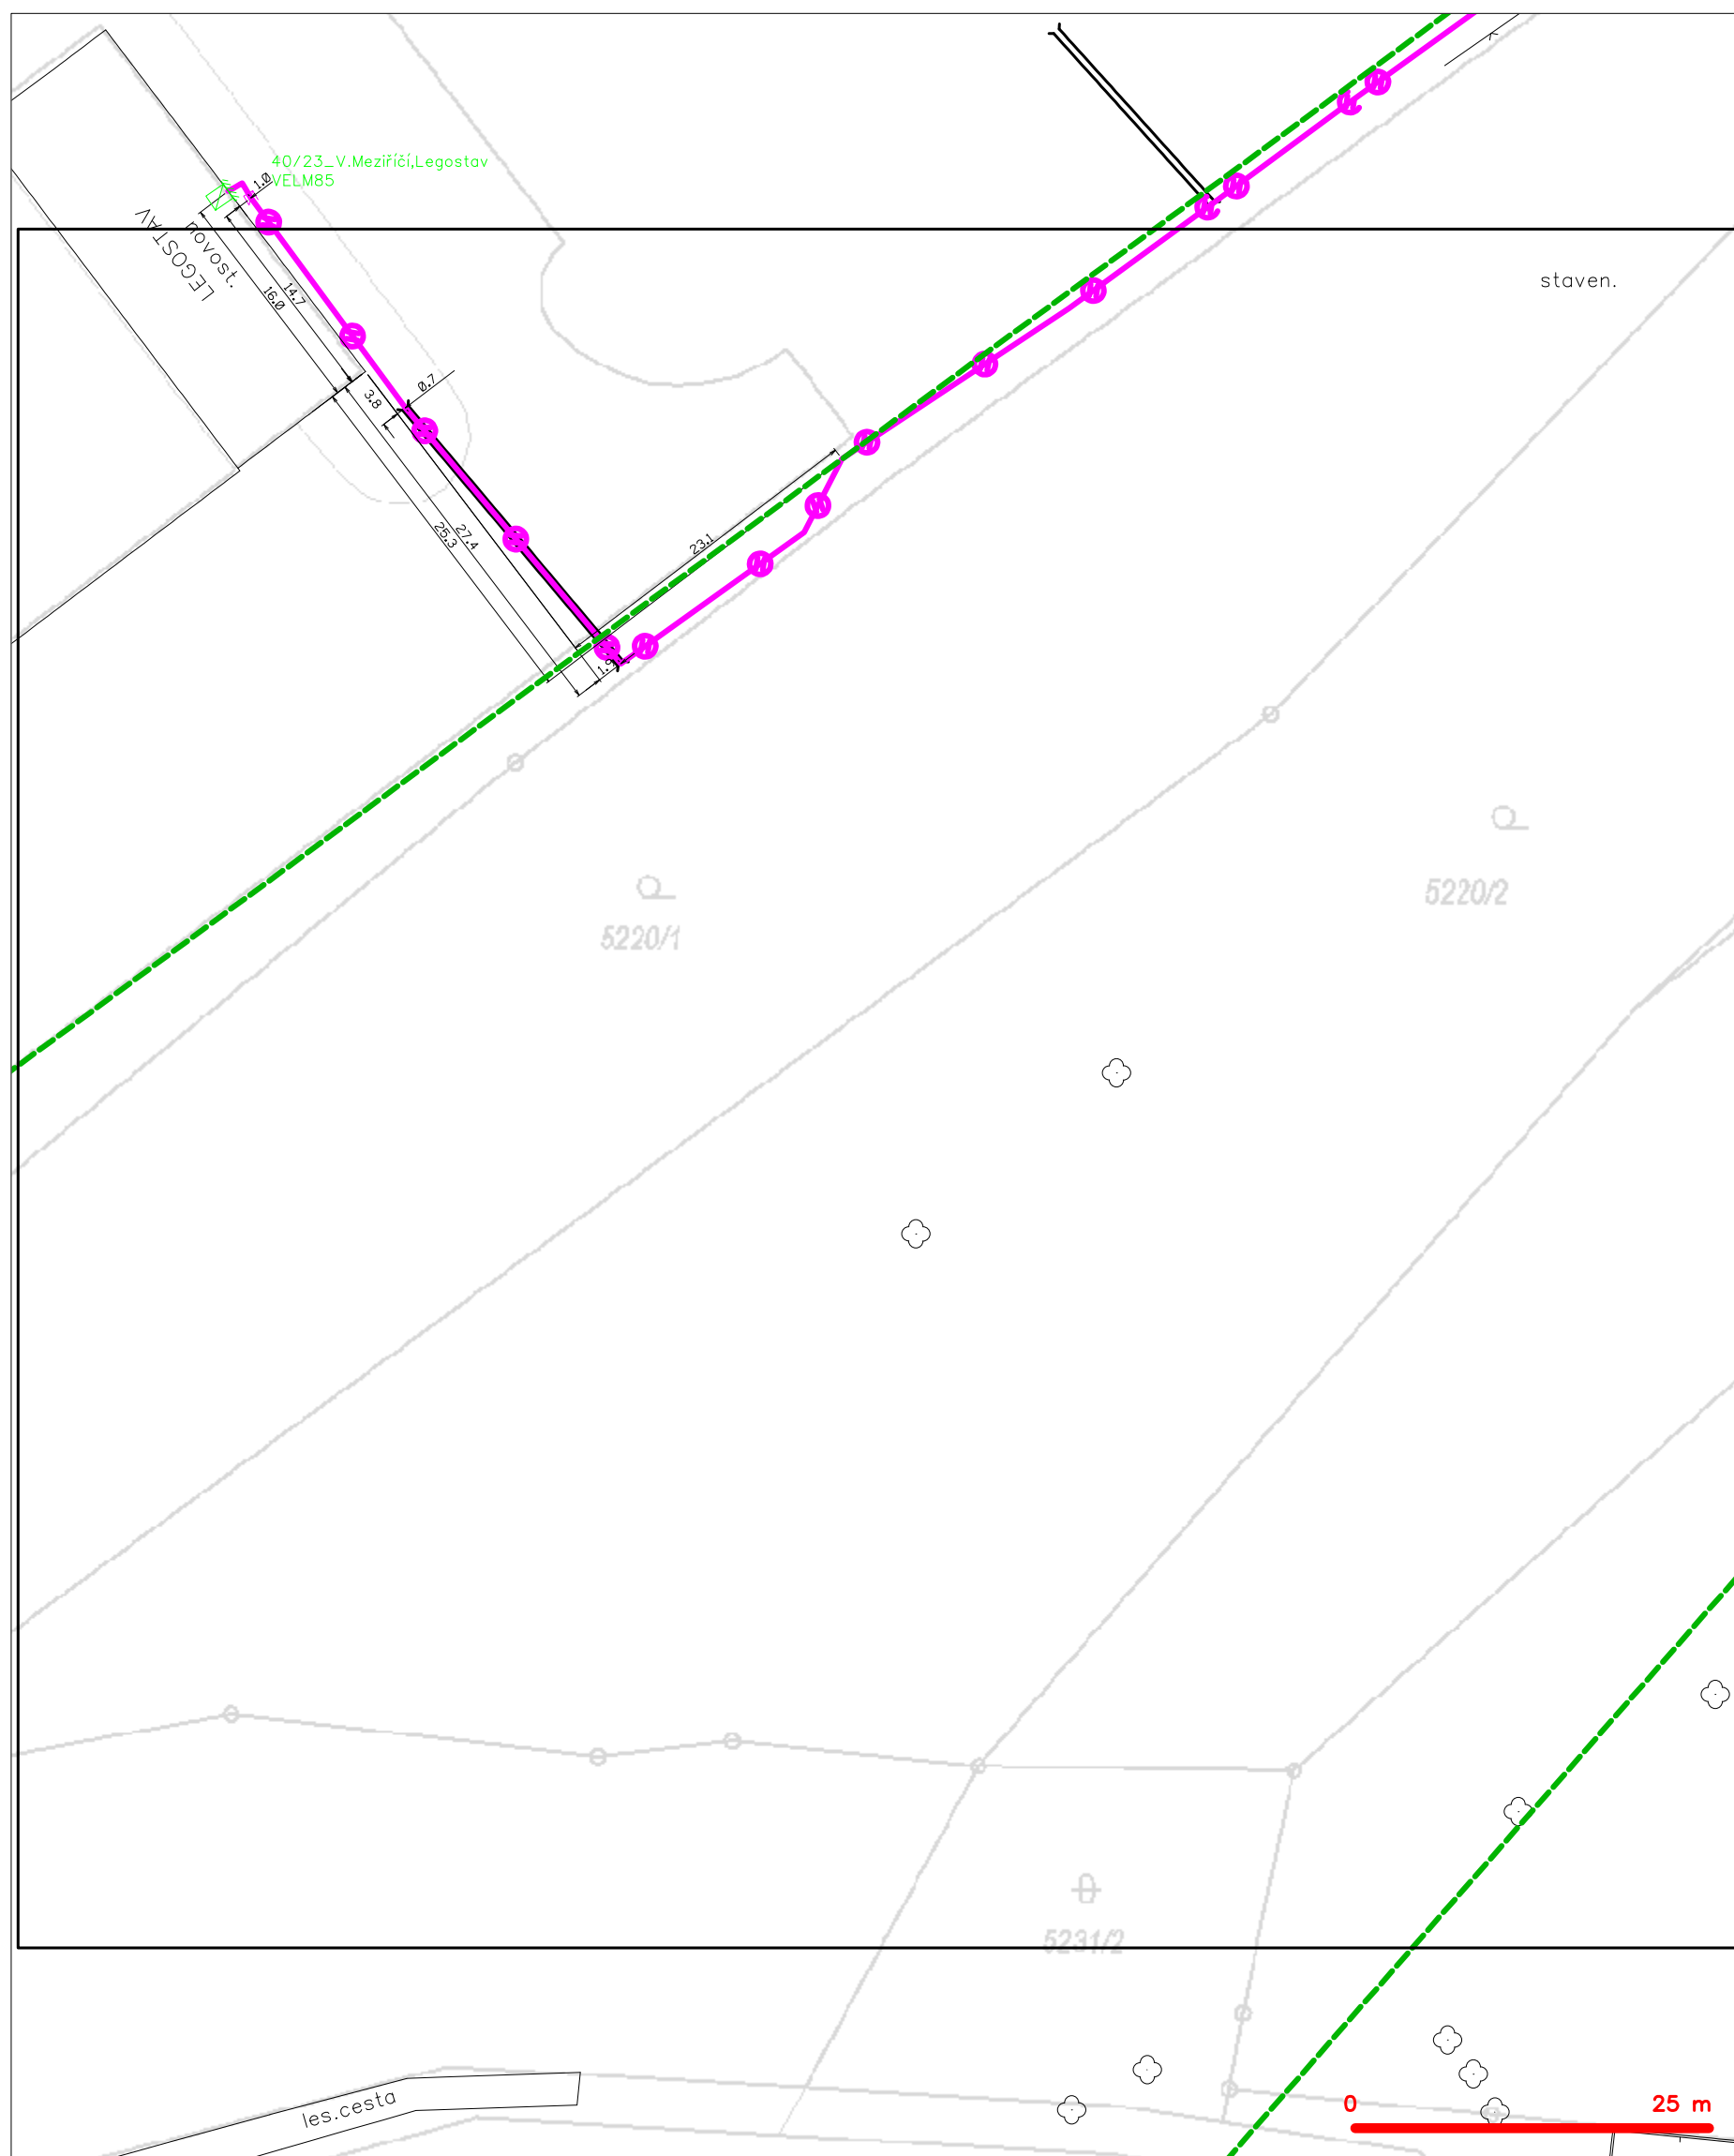 40/23_V.Meziříčí,Legostav
VELM85
1.0
novost.
LEGOSTAV
staven.
14.7
16.0
0.7
3.8
27.4
25.3
23.1
5220/2
5220/1
5231/2
les.cesta
0 25 m